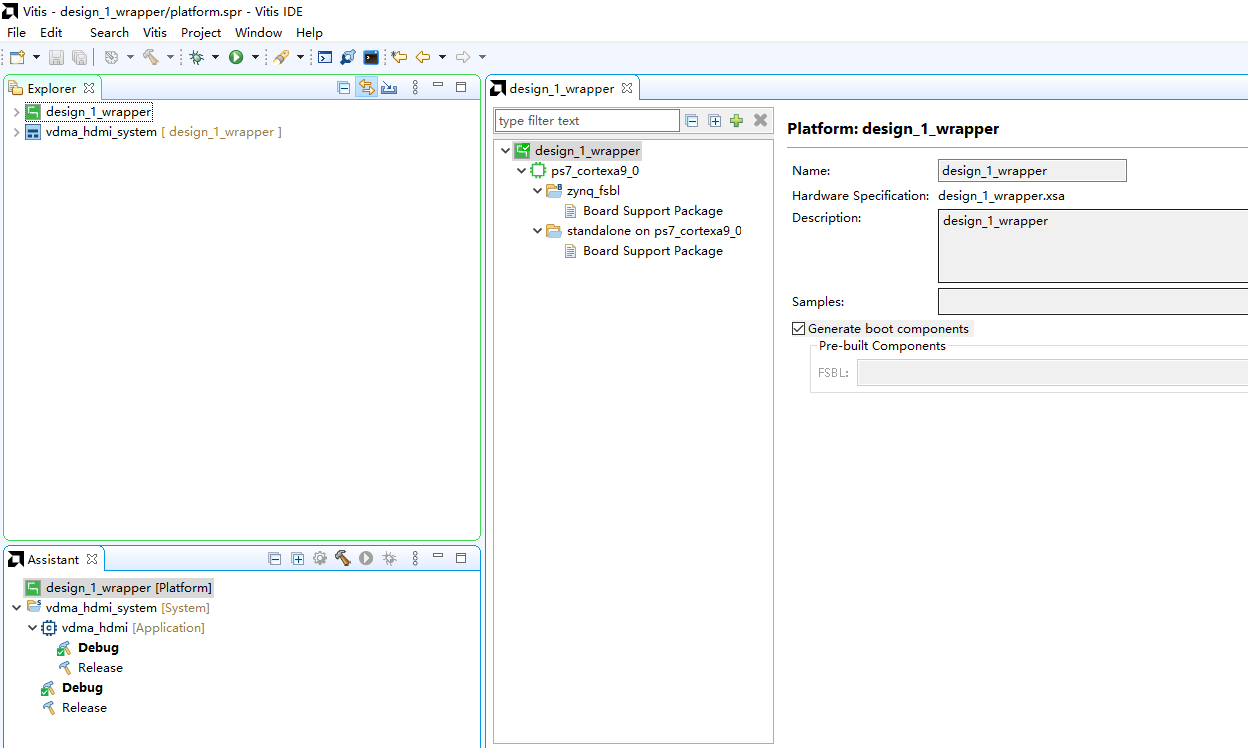 Vitis - design_1_wrapper/platform.spr - Vitis IDE
File Edit Search Vitis Project Window Help
Explorer
design_1_wrapper
vdma_hdmi_system [ design_1_wrapper ]
Assistant
design_1_wrapper [Platform]
vdma_hdmi_system [System]
vdma_hdmi [Application]
Debug
Release
Debug
Release
design_1_wrapper
type filter text
design_1_wrapper
ps7_cortexa9_0
zynq_fsbl
Board Support Package
standalone on ps7_cortexa9_0
Board Support Package
Platform: design_1_wrapper
Name: design_1_wrapper
Hardware Specification: design_1_wrapper.xsa
Description: design_1_wrapper
Samples:
Generate boot components
Pre-built Components
FSBL: